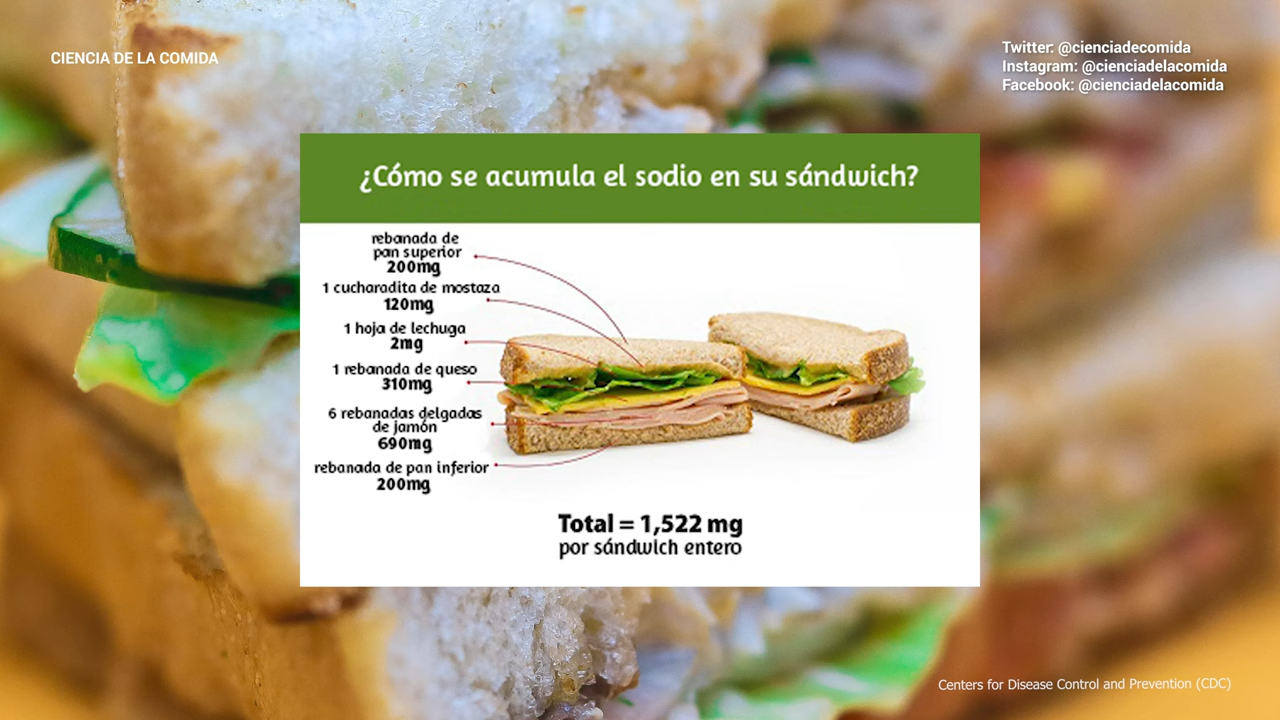 CIENCIA DE LA COMIDA
Twitter: @cienciadecomida
Instagram: @cienciadelacomida
Facebook: @cienciadelacomida
¿Cómo se acumula el sodio en su sándwich?
rebanada de
pan superior
200mg
1 cucharadita de mostaza
120mg
1 hoja de lechuga
2mg
1 rebanada de queso
310mg
6 rebanadas delgadas
de jamón
690mg
rebanada de pan inferior
200mg
Total = 1,522 mg
por sándwich entero
Centers for Disease Control and Prevention (CDC)